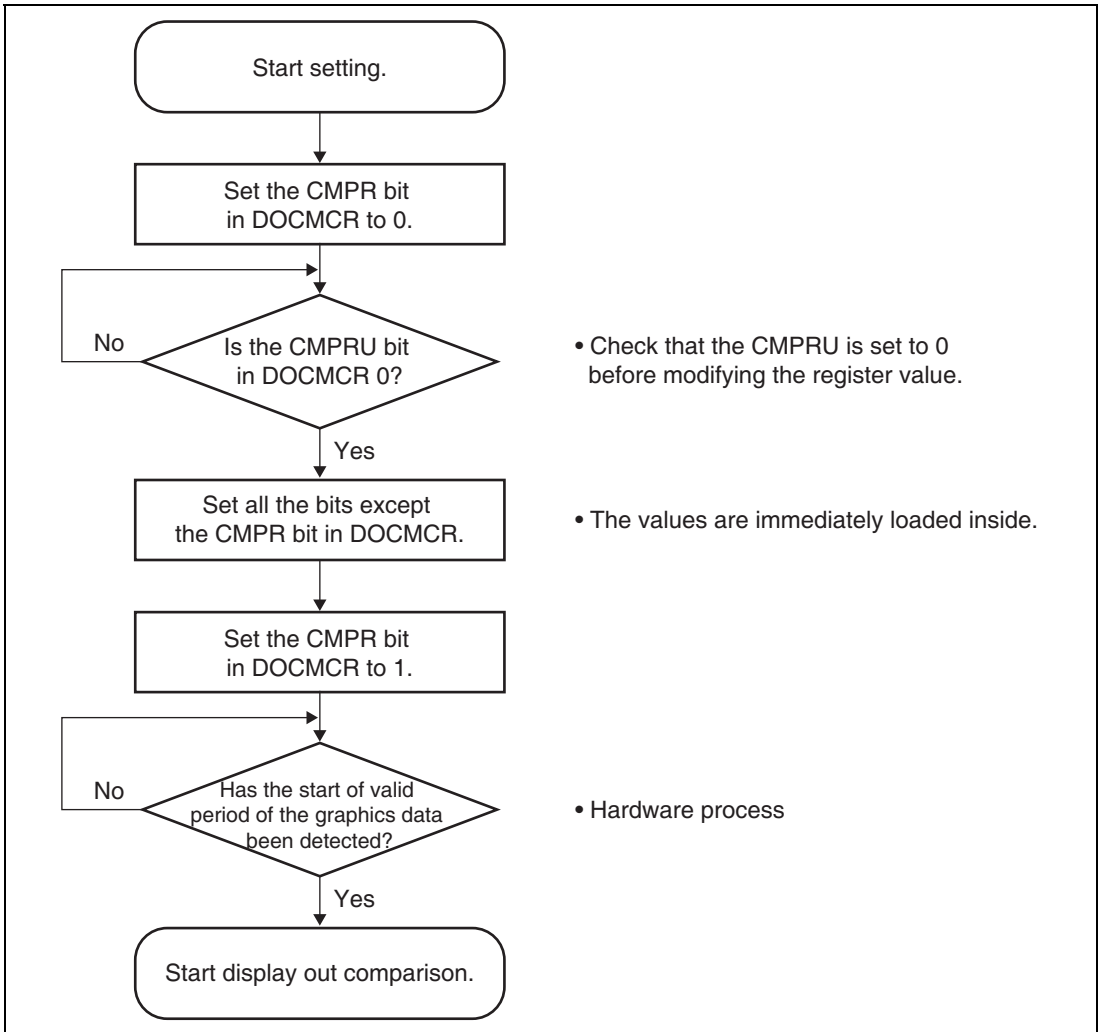 Start setting.
Set the CMPR bit
in DOCMCR to 0.
No
Is the CMPRU bit
in DOCMCR 0?
• Check that the CMPRU is set to 0
before modifying the register value.
Yes
Set all the bits except
the CMPR bit in DOCMCR.
• The values are immediately loaded inside.
Set the CMPR bit
in DOCMCR to 1.
No
Has the start of valid
period of the graphics data
been detected?
• Hardware process
Yes
Start display out comparison.